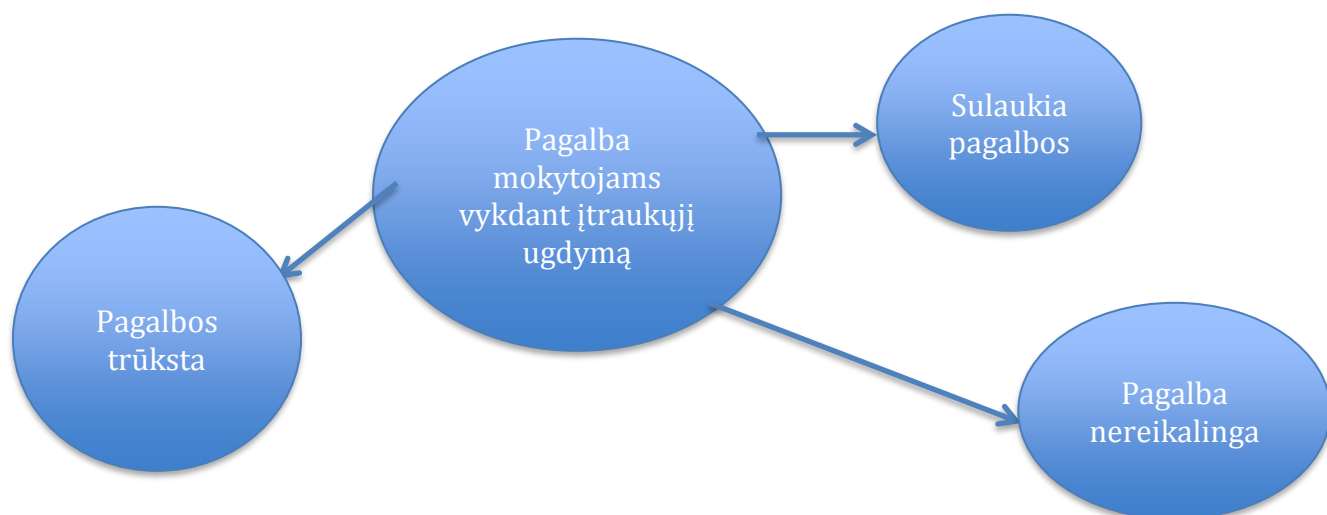 Pagalba
mokytojams
vykdant įtraukųjį
ugdymą
Sulaukia
pagalbos
Pagalbos
trūksta
Pagalba
nereikalinga